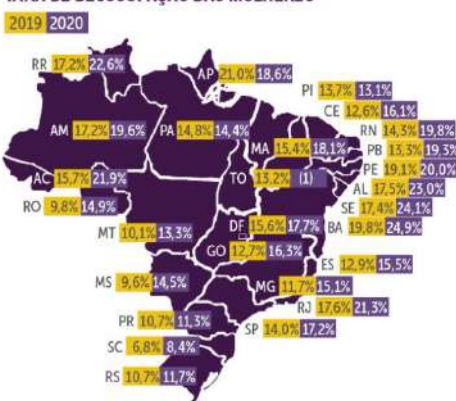 2019 2020
RR 17,2% 22,6%
AP 21,0% 18,6%
PI 13,7% 13,1%
CE 12,6% 16,1%
AM 17,2% 19,6%
PA 14,8% 14,4%
RN 14,3% 19,8%
MA 15,4% 18,1%
PB 13,3% 19,3%
PE 19,1% 20,0%
AC 15,7% 21,9%
TO 13,2% (1)
AL 17,5% 23,0%
RO 9,8% 14,9%
SE 17,4% 24,1%
MT 10,1% 13,3%
DF 15,6% 17,7%
BA 19,8% 24,9%
GO 12,7% 16,3%
ES 12,9% 15,5%
MS 9,6% 14,5%
MG 11,7% 15,1%
RJ 17,6% 21,3%
PR 10,7% 11,3%
SP 14,0% 17,2%
SC 6,8% 8,4%
RS 10,7% 11,7%